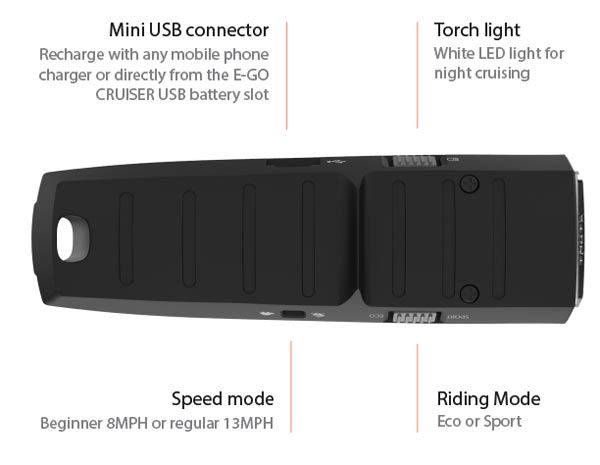 Mini USB connector
Recharge with any mobile phone
charger or directly from the E-GO
CRUISER USB battery slot
Torch light
White LED light for
night cruising
ECO
SPORT
Speed mode
Beginner 8MPH or regular 13MPH
Riding Mode
Eco or Sport